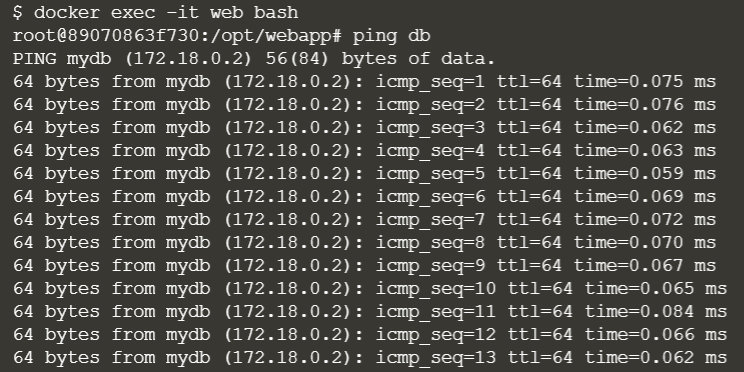 $ docker exec -it web bash
root@89070863f730:/opt/webapp# ping db
PING mydb (172.18.0.2) 56(84) bytes of data.
64 bytes from mydb (172.18.0.2): icmp_seq=1 ttl=64 time=0.075 ms
64 bytes from mydb (172.18.0.2): icmp_seq=2 ttl=64 time=0.076 ms
64 bytes from mydb (172.18.0.2): icmp_seq=3 ttl=64 time=0.062 ms
64 bytes from mydb (172.18.0.2): icmp_seq=4 ttl=64 time=0.063 ms
64 bytes from mydb (172.18.0.2): icmp_seq=5 ttl=64 time=0.059 ms
64 bytes from mydb (172.18.0.2): icmp_seq=6 ttl=64 time=0.069 ms
64 bytes from mydb (172.18.0.2): icmp_seq=7 ttl=64 time=0.072 ms
64 bytes from mydb (172.18.0.2): icmp_seq=8 ttl=64 time=0.070 ms
64 bytes from mydb (172.18.0.2): icmp_seq=9 ttl=64 time=0.067 ms
64 bytes from mydb (172.18.0.2): icmp_seq=10 ttl=64 time=0.065 ms
64 bytes from mydb (172.18.0.2): icmp_seq=11 ttl=64 time=0.084 ms
64 bytes from mydb (172.18.0.2): icmp_seq=12 ttl=64 time=0.066 ms
64 bytes from mydb (172.18.0.2): icmp_seq=13 ttl=64 time=0.062 ms